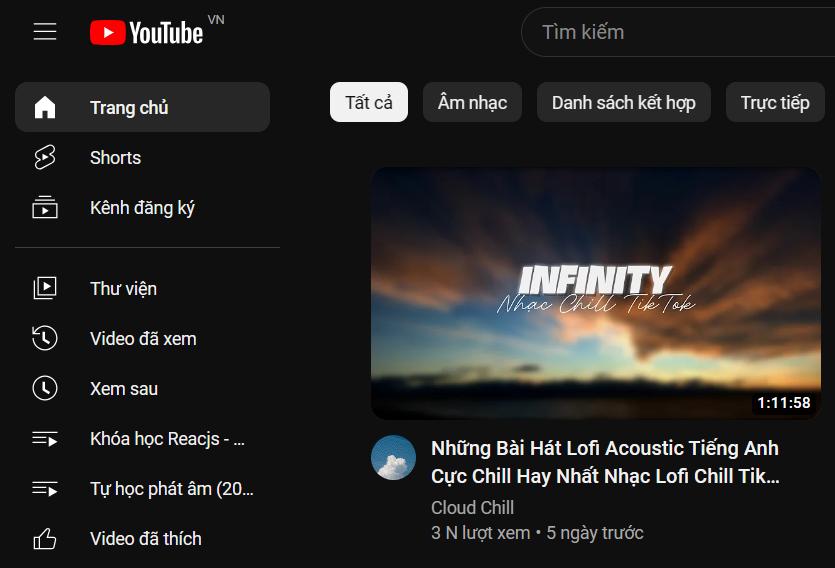 YouTube VN
Tìm kiếm
Trang chủ
Shorts
Kênh đăng ký
Thư viện
Video đã xem
Xem sau
Khóa học Reacjs - ...
Tự học phát âm (20...
Video đã thích
Tất cả
Âm nhạc
Danh sách kết hợp
Trực tiếp
INFINITY
Nhạc Chill TikTok
1:11:58
Những Bài Hát Lofi Acoustic Tiếng Anh
Cực Chill Hay Nhất Nhạc Lofi Chill Tik...
Cloud Chill
3 N lượt xem • 5 ngày trước